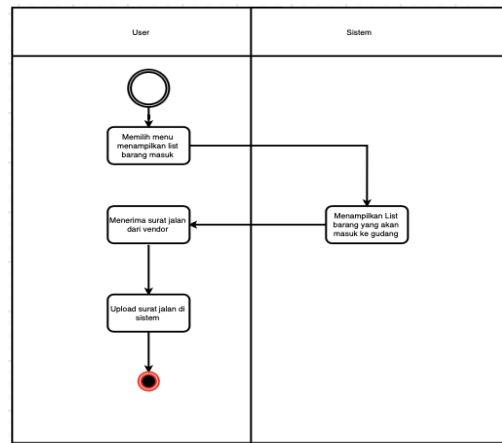 User
Sistem
Memilih menu
menampilkan list
barang masuk
Menampilkan List
barang yang akan
masuk ke gudang
Menerima surat jalan
dari vendor
Upload surat jalan di
sistem